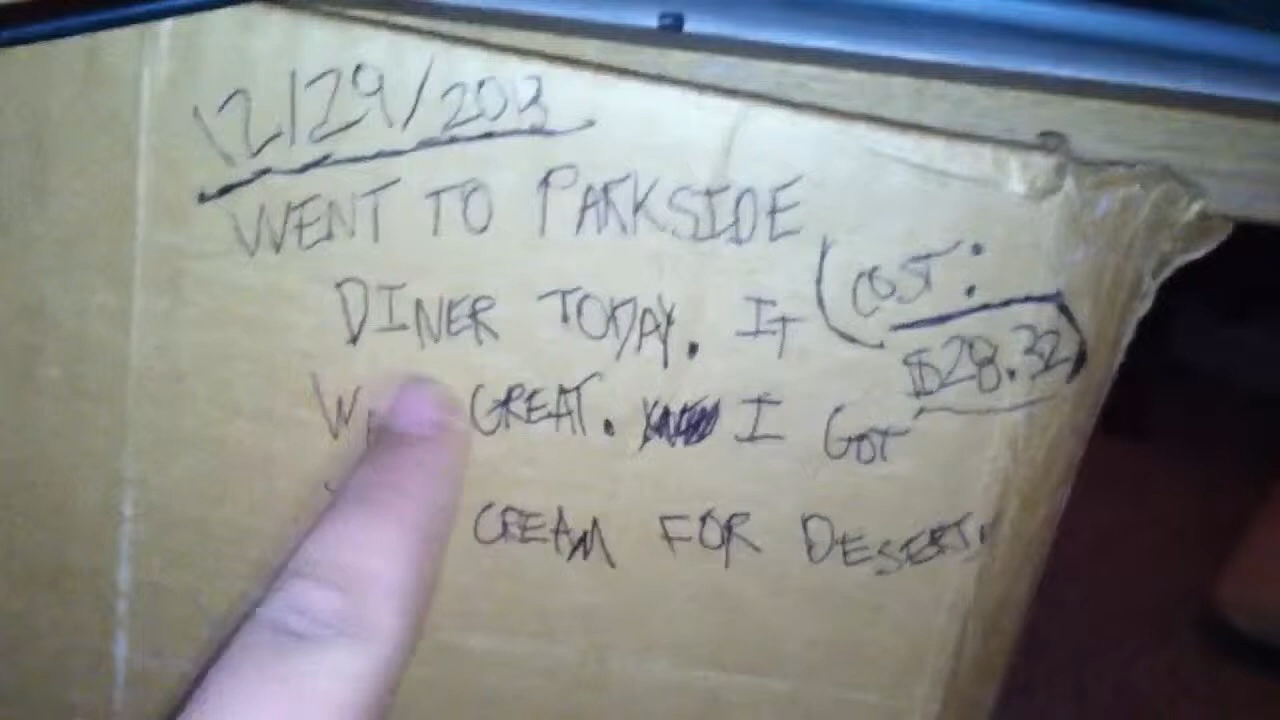 12/29/2013
WENT TO PARKSIDE
DINER TODAY. IT
GREAT. I GOT
CREAM FOR DESERT.
(COST:
$28.32)